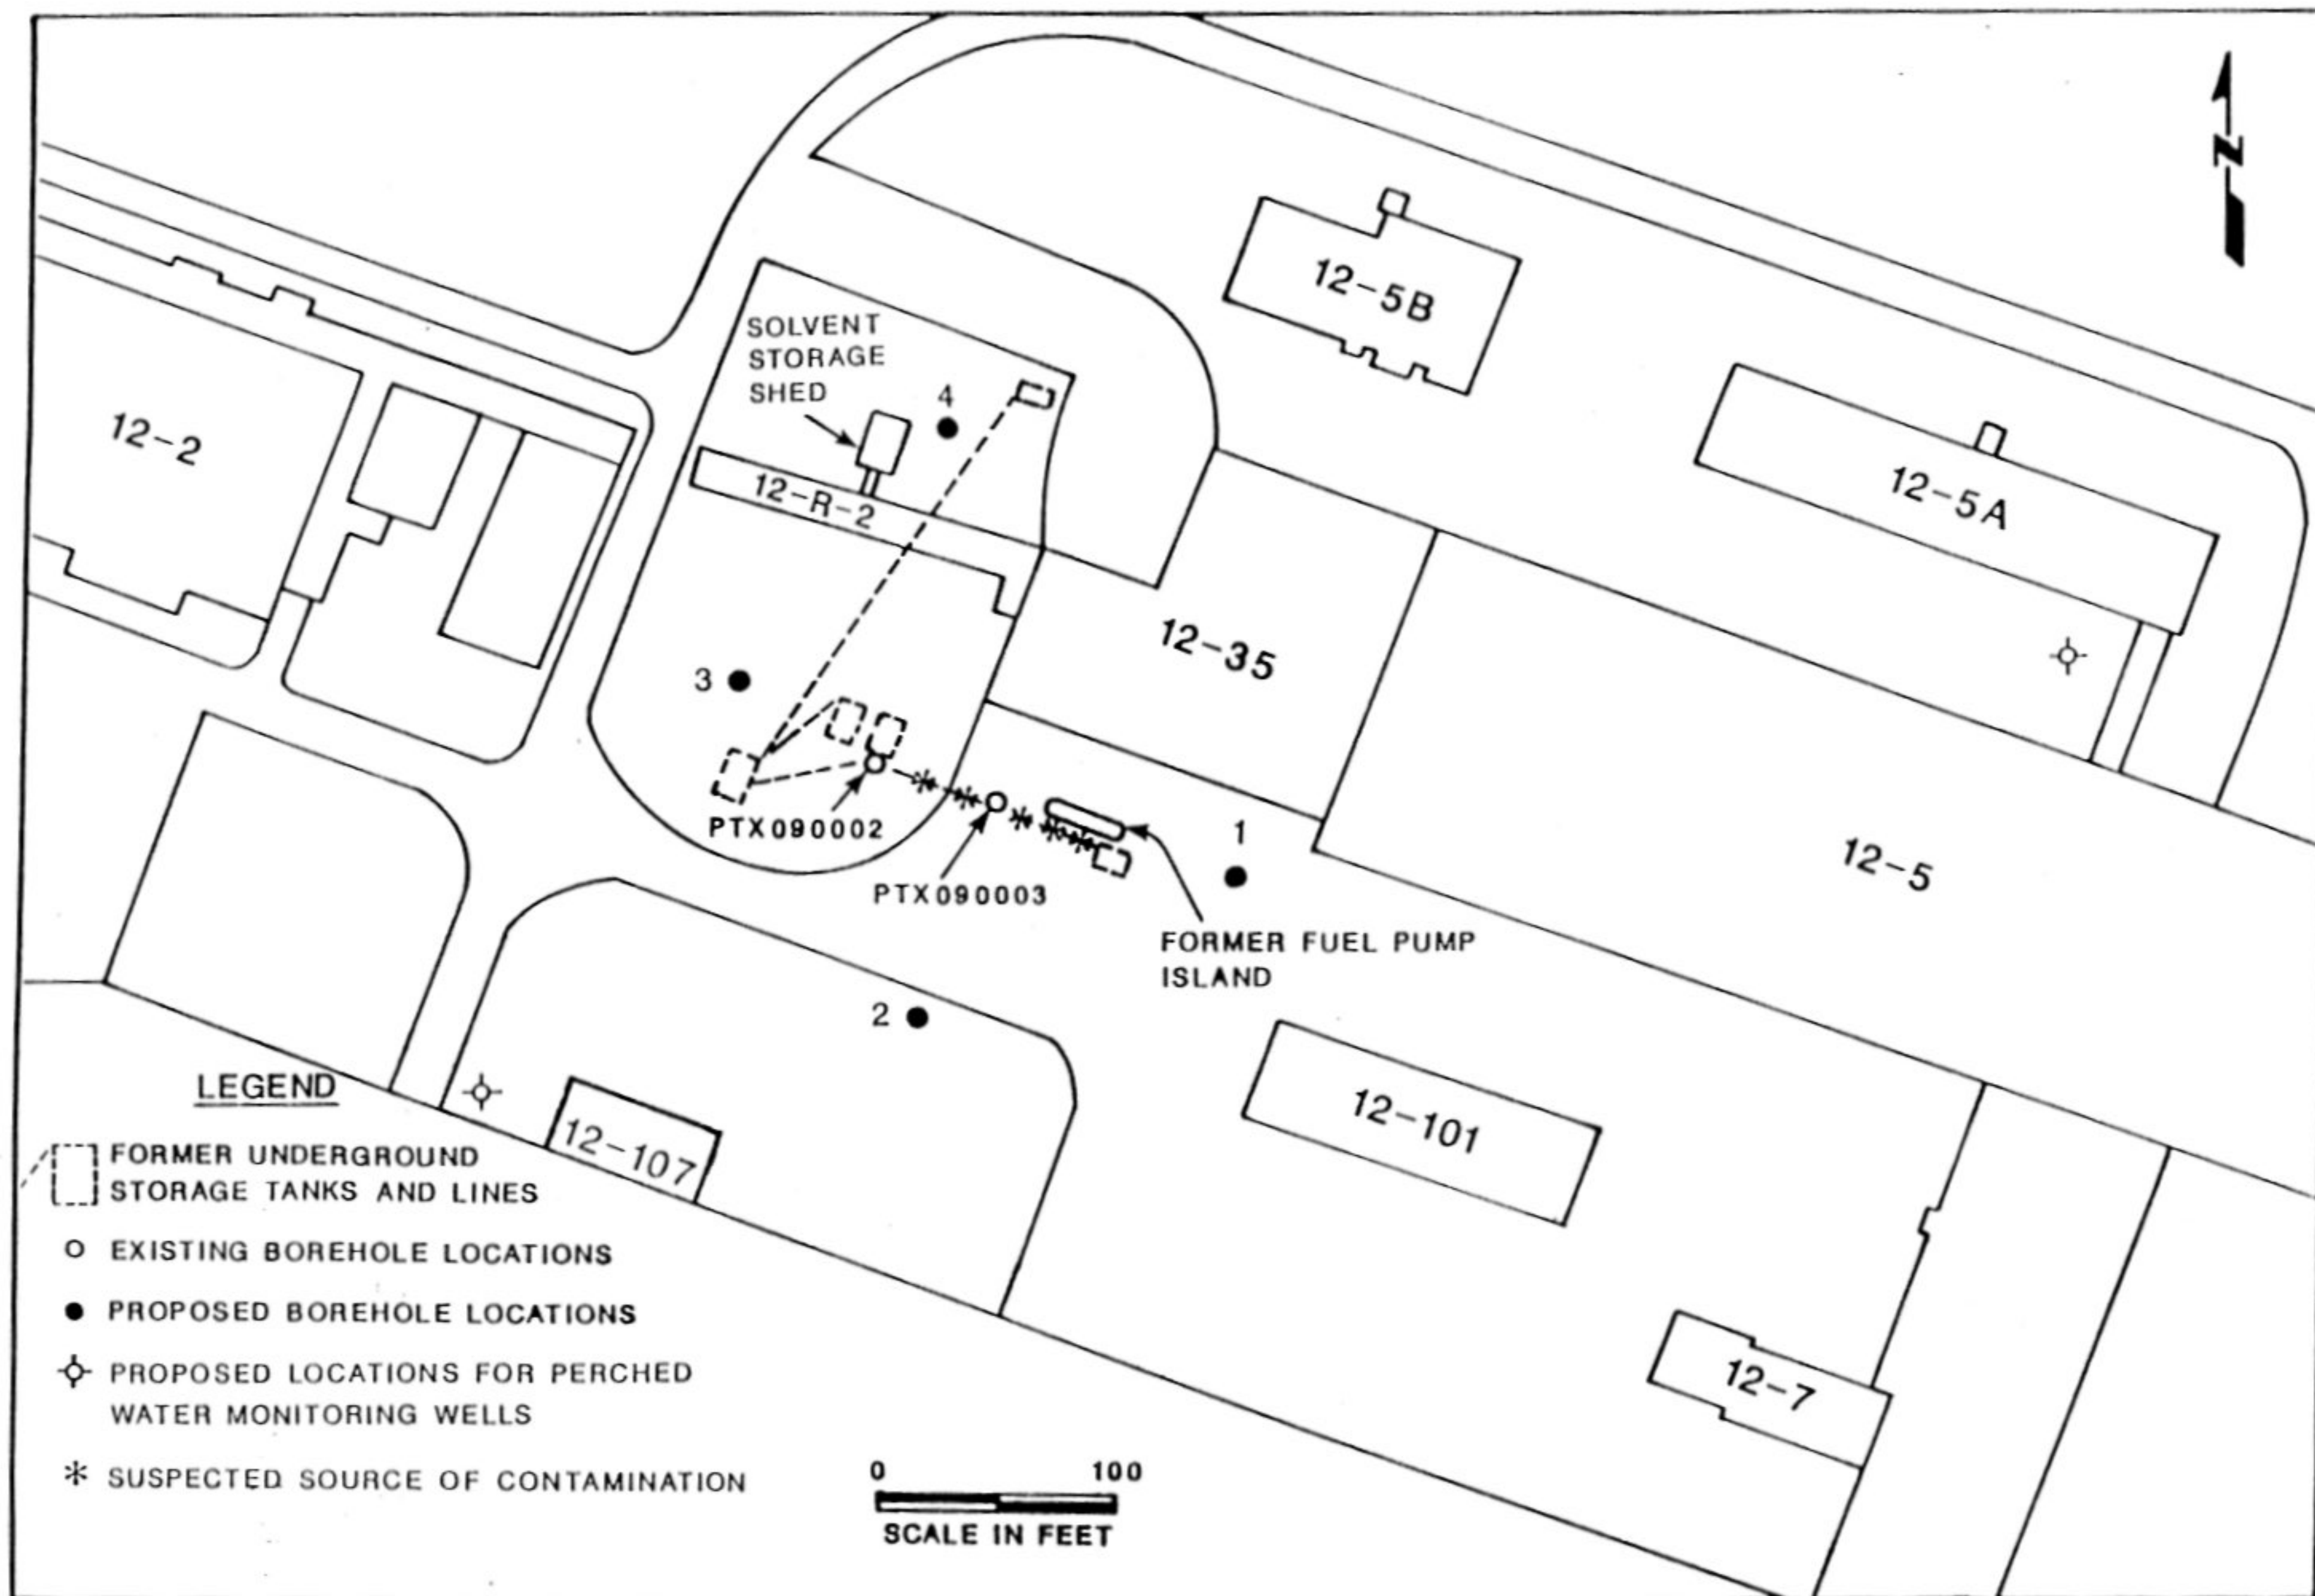 N
12-5B
SOLVENT
STORAGE
SHED
4
12-2
12-R-2
12-5A
12-35
3
PTX090002
1
12-5
PTX090003
FORMER FUEL PUMP
ISLAND
2
12-101
12-107
12-7
LEGEND
FORMER UNDERGROUND
STORAGE TANKS AND LINES
EXISTING BOREHOLE LOCATIONS
PROPOSED BOREHOLE LOCATIONS
PROPOSED LOCATIONS FOR PERCHED
WATER MONITORING WELLS
SUSPECTED SOURCE OF CONTAMINATION
0 100
SCALE IN FEET